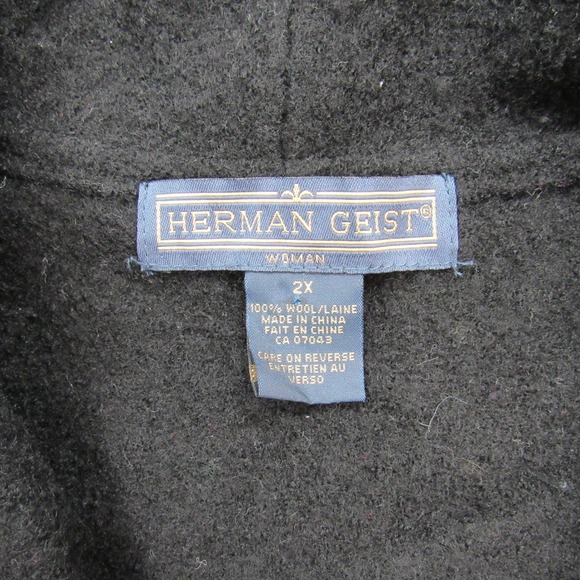 HERMAN GEIST®
WOMAN
2X
100% WOOL/LAINE
MADE IN CHINA
FAIT EN CHINE
CA 07043
CARE ON REVERSE
ENTRETIEN AU
VERSO